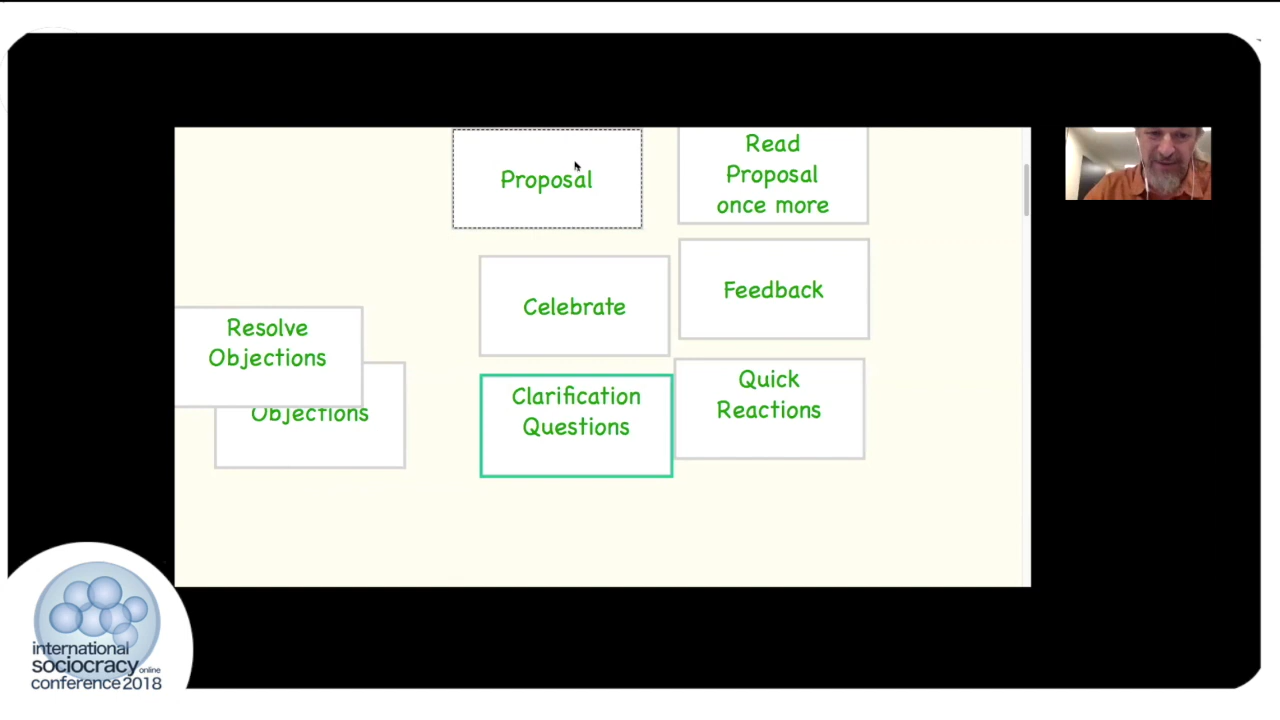 Proposal
Read
Proposal
once more
Celebrate
Feedback
Resolve
Objections
Objections
Clarification
Questions
Quick
Reactions
international
sociocracy online
conference 2018